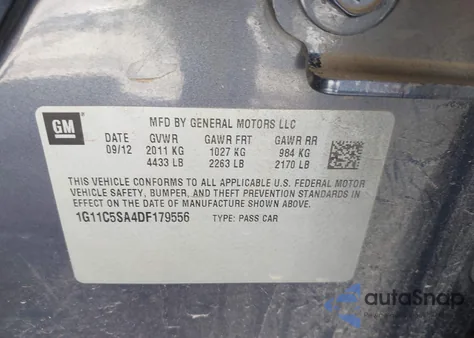 GM
MFD BY GENERAL MOTORS LLC
DATE GVWR GAWR FRT GAWR RR
09/12 2011 KG 1027 KG 984 KG
4433 LB 2263 LB 2170 LB
THIS VEHICLE CONFORMS TO ALL APPLICABLE U.S. FEDERAL MOTOR
VEHICLE SAFETY, BUMPER, AND THEFT PREVENTION STANDARDS IN
EFFECT ON THE DATE OF MANUFACTURE SHOWN ABOVE.
1G11C5SA4DF179556 TYPE: PASS CAR
autoSnap